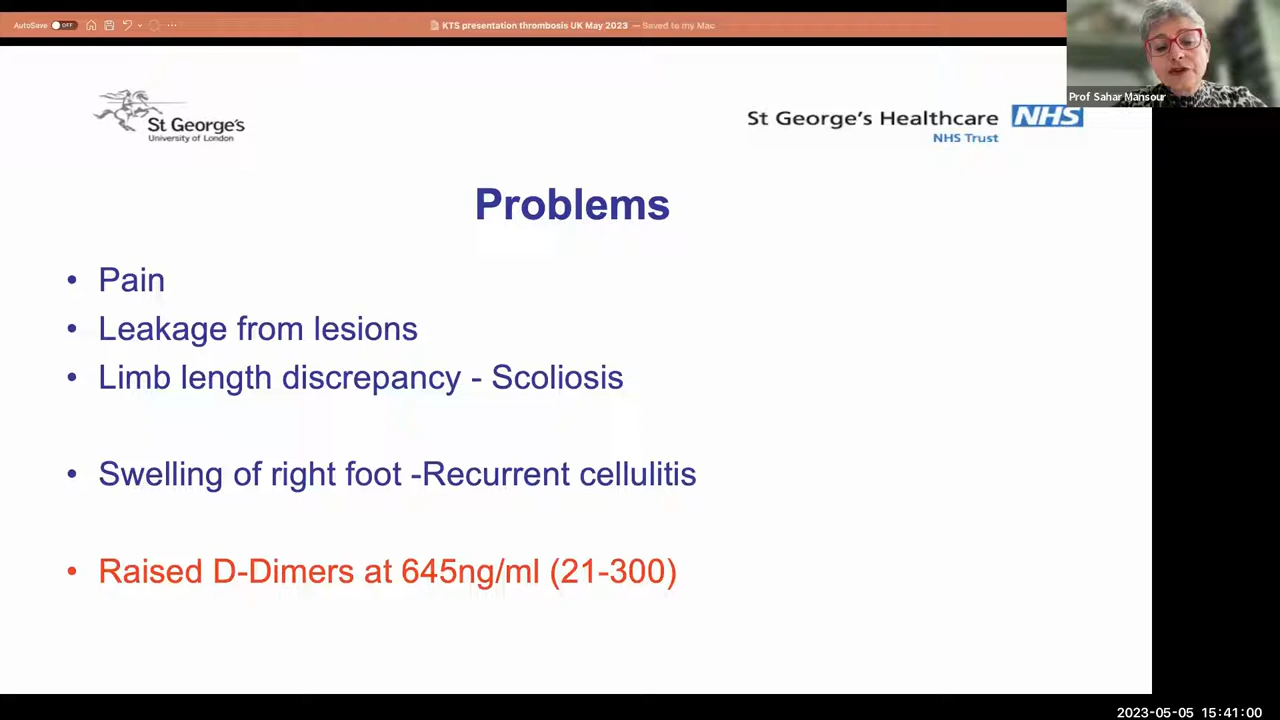 AutoSave OFF
KTS presentation thrombosis UK May 2023 — Saved to my Mac
Prof Sahar Mansour
St George's
University of London
St George's Healthcare NHS
NHS Trust
Problems
• Pain
• Leakage from lesions
• Limb length discrepancy - Scoliosis
• Swelling of right foot -Recurrent cellulitis
• Raised D-Dimers at 645ng/ml (21-300)
2023-05-05 15:41:00